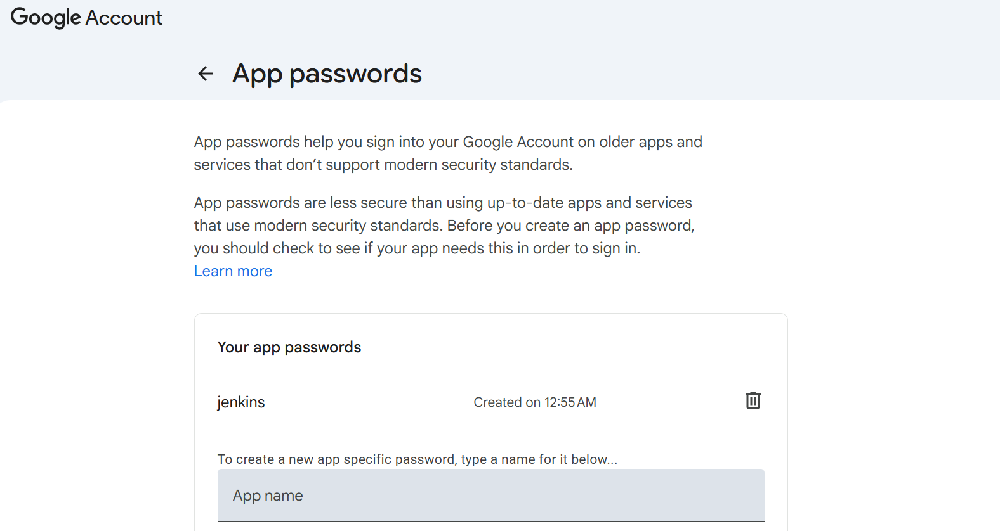 Google Account
App passwords
App passwords help you sign into your Google Account on older apps and
services that don’t support modern security standards.
App passwords are less secure than using up-to-date apps and services
that use modern security standards. Before you create an app password,
you should check to see if your app needs this in order to sign in.
Learn more
Your app passwords
jenkins
Created on 12:55 AM
To create a new app specific password, type a name for it below...
App name